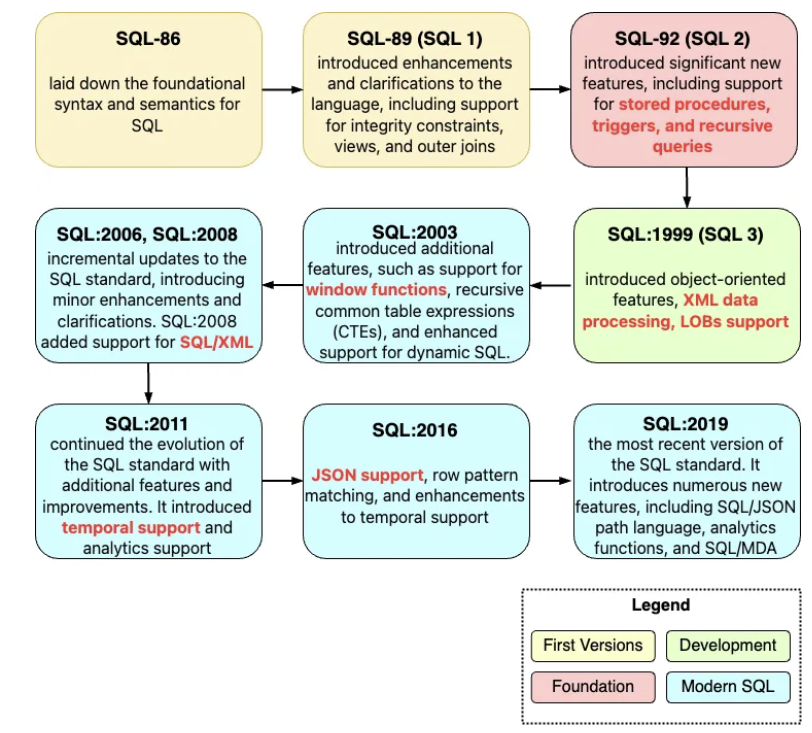 SQL-86
laid down the foundational
syntax and semantics for
SQL
SQL-89 (SQL 1)
introduced enhancements
and clarifications to the
language, including support
for integrity constraints,
views, and outer joins
SQL-92 (SQL 2)
introduced significant new
features, including support
for stored procedures,
triggers, and recursive
queries
SQL:1999 (SQL 3)
introduced object-oriented
features, XML data
processing, LOBs support
SQL:2003
introduced additional
features, such as support for
window functions, recursive
common table expressions
(CTEs), and enhanced
support for dynamic SQL.
SQL:2006, SQL:2008
incremental updates to the
SQL standard, introducing
minor enhancements and
clarifications. SQL:2008
added support for SQL/XML
SQL:2011
continued the evolution of
the SQL standard with
additional features and
improvements. It introduced
temporal support and
analytics support
SQL:2016
JSON support, row pattern
matching, and enhancements
to temporal support
SQL:2019
the most recent version of
the SQL standard. It
introduces numerous new
features, including SQL/JSON
path language, analytics
functions, and SQL/MDA
Legend
First Versions
Development
Foundation
Modern SQL